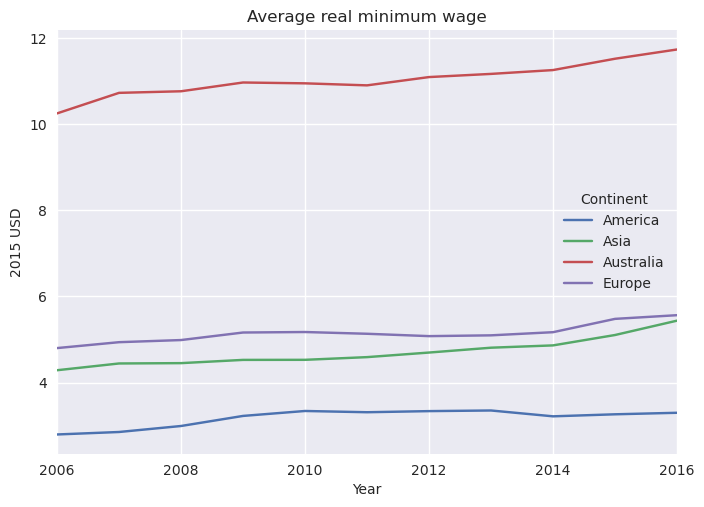 Average real minimum wage
12
10
8
6
4
2015 USD
Continent
America
Asia
Australia
Europe
2006 2008 2010 2012 2014 2016
Year